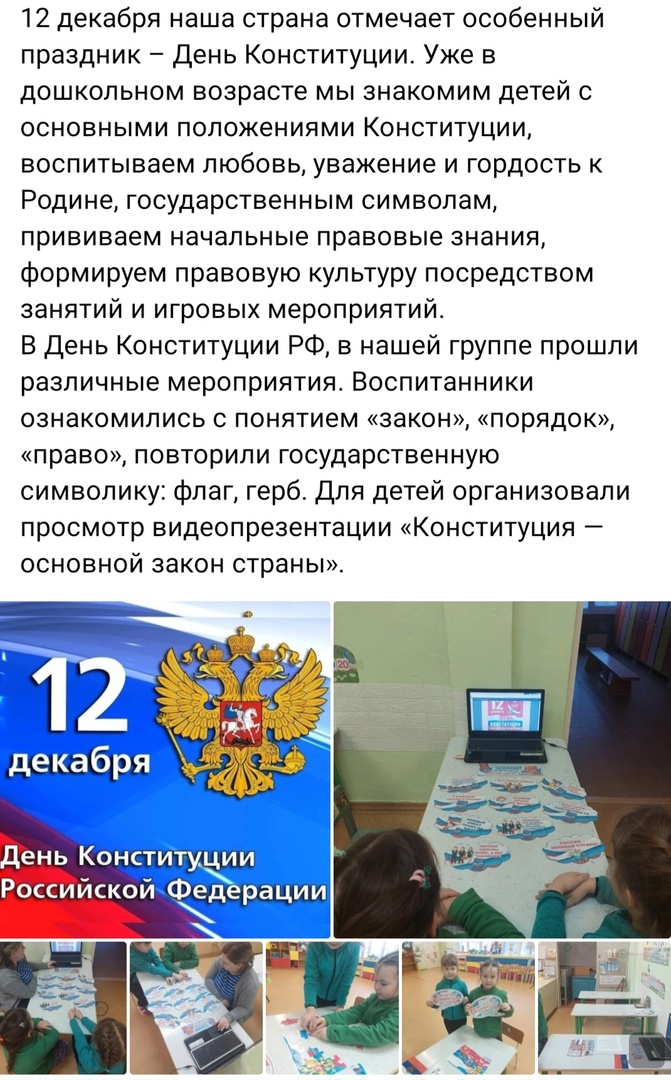 12 декабря наша страна отмечает особенный
праздник – День Конституции. Уже в
дошкольном возрасте мы знакомим детей с
основными положениями Конституции,
воспитываем любовь, уважение и гордость к
Родине, государственным символам,
прививаем начальные правовые знания,
формируем правовую культуру посредством
занятий и игровых мероприятий.
В День Конституции РФ, в нашей группе прошли
различные мероприятия. Воспитанники
ознакомились с понятием «закон», «порядок»,
«право», повторили государственную
символику: флаг, герб. Для детей организовали
просмотр видеопрезентации «Конституция —
основной закон страны».
12
декабря
День Конституции
Российской Федерации
20
12
КОНСТИТУЦИИ